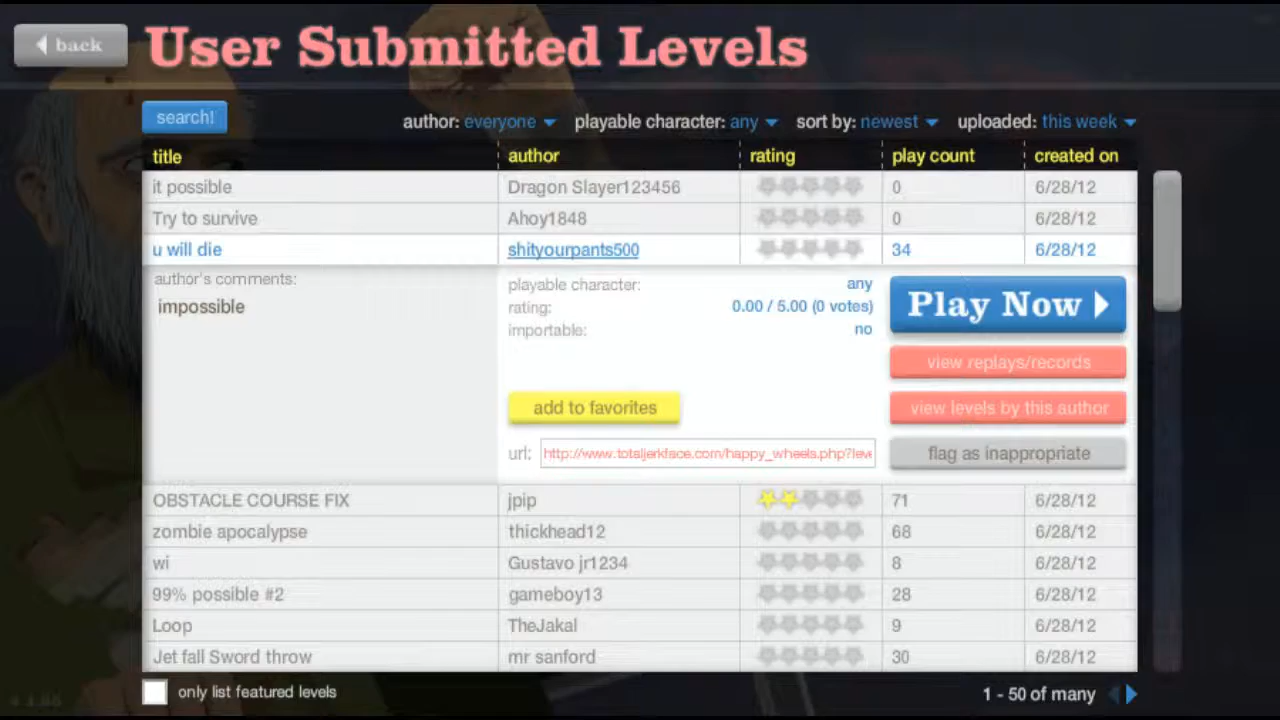 back
User Submitted Levels
search!
author: everyone playable character: any sort by: newest uploaded: this week
title author rating play count created on
it possible Dragon Slayer123456 0 6/28/12
Try to survive Ahoy1848 0 6/28/12
u will die shityourpants500 34 6/28/12
author's comments:
impossible
playable character: any
rating: 0.00 / 5.00 (0 votes)
importable: no
add to favorites
url: http://www.totaljerkface.com/happy_wheels.php?leve
Play Now
view replays/records
view levels by this author
flag as inappropriate
OBSTACLE COURSE FIX jpip 71 6/28/12
zombie apocalypse thickhead12 68 6/28/12
wi Gustavo jr1234 8 6/28/12
99% possible #2 gameboy13 28 6/28/12
Loop TheJakal 9 6/28/12
Jet fall Sword throw mr sanford 30 6/28/12
only list featured levels
1 - 50 of many